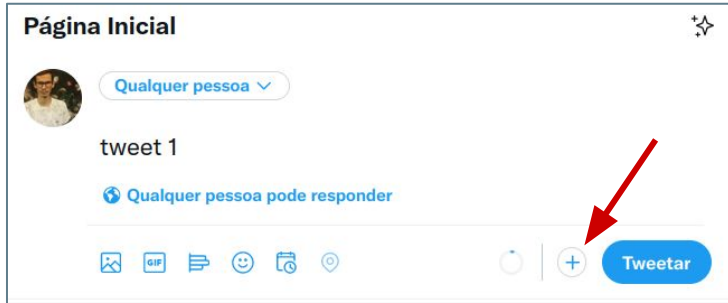 Página Inicial
Qualquer pessoa
tweet 1
Qualquer pessoa pode responder
GIF
Tweetar